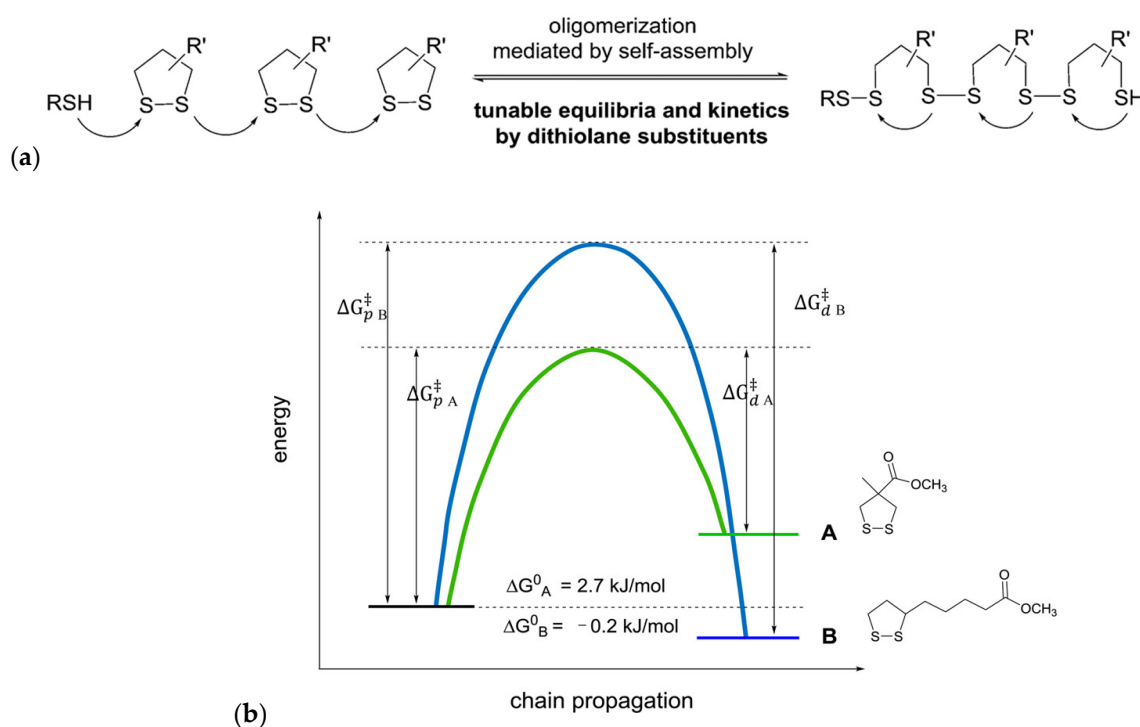 oligomerization
mediated by self-assembly
tunable equilibria and kinetics
by dithiolane substituents
RSH
R'
S–S
R'
S–S
R'
S–S
RS–S
R'
S–S
R'
S–S
R'
SH
(a)
energy
ΔG‡p B
ΔG‡p A
ΔG‡d A
ΔG‡d B
ΔG⁰A = 2.7 kJ/mol
ΔG⁰B = −0.2 kJ/mol
A
O
OCH₃
S–S
B
O
OCH₃
S–S
chain propagation
(b)